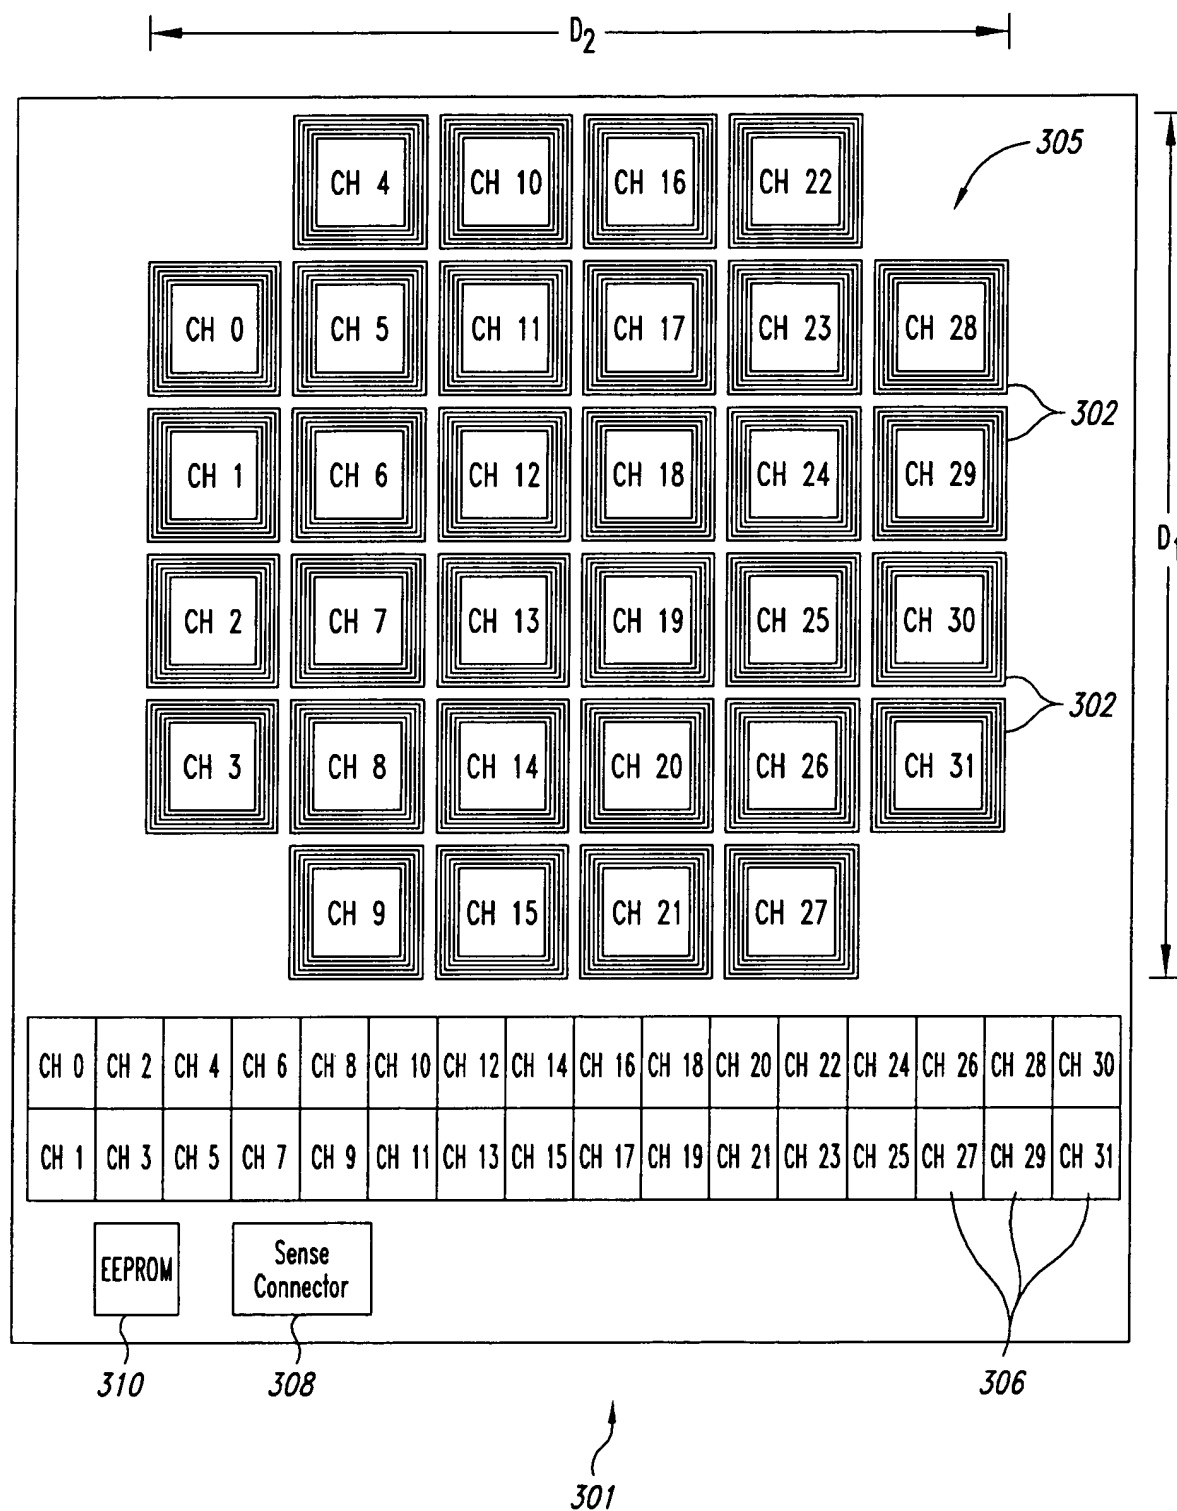 D2
305
CH 4 CH 10 CH 16 CH 22
CH 0 CH 5 CH 11 CH 17 CH 23 CH 28
302
CH 1 CH 6 CH 12 CH 18 CH 24 CH 29
D1
CH 2 CH 7 CH 13 CH 19 CH 25 CH 30
302
CH 3 CH 8 CH 14 CH 20 CH 26 CH 31
CH 9 CH 15 CH 21 CH 27
CH 0 CH 2 CH 4 CH 6 CH 8 CH 10 CH 12 CH 14 CH 16 CH 18 CH 20 CH 22 CH 24 CH 26 CH 28 CH 30
CH 1 CH 3 CH 5 CH 7 CH 9 CH 11 CH 13 CH 15 CH 17 CH 19 CH 21 CH 23 CH 25 CH 27 CH 29 CH 31
EEPROM
Sense
Connector
310
308
306
301